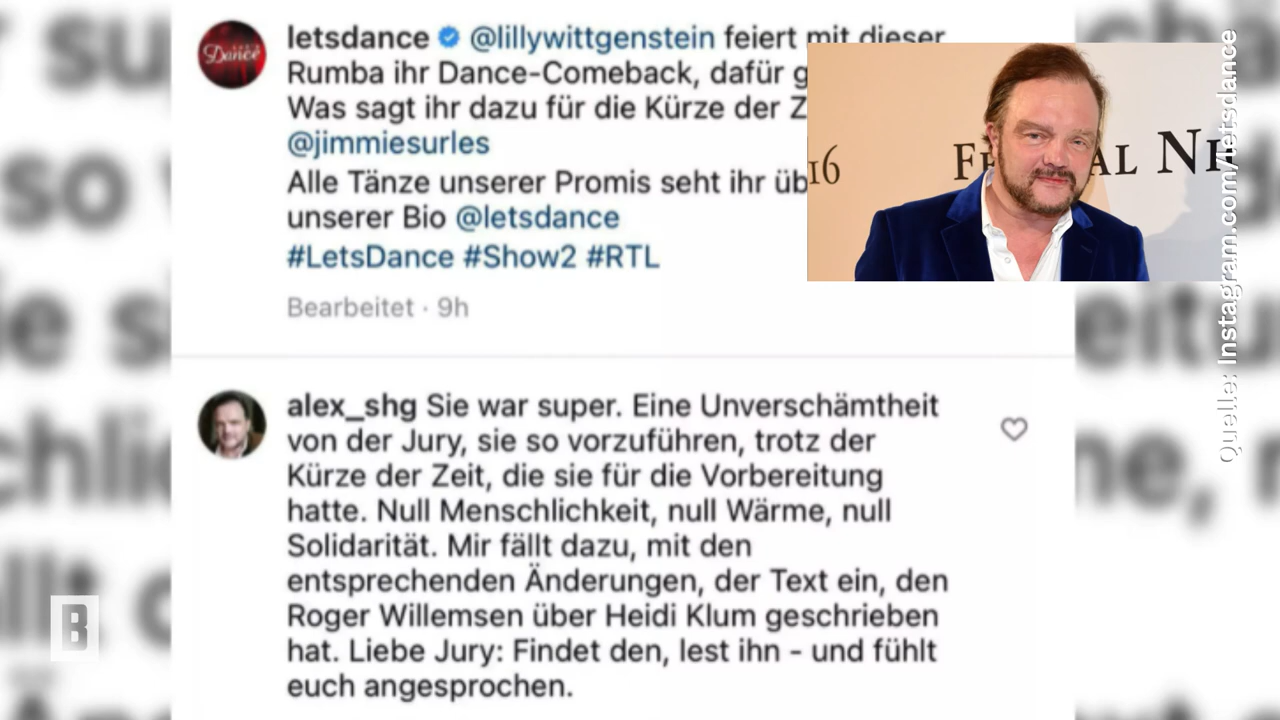 letsdance @lillywittgenstein feiert mit dieser
Rumba ihr Dance-Comeback, dafür g
Was sagt ihr dazu für die Kürze der Z
@jimmiesurles
Alle Tänze unserer Promis seht ihr üb
unserer Bio @letsdance
#LetsDance #Show2 #RTL
Bearbeitet · 9h
alex_shg Sie war super. Eine Unverschämtheit
von der Jury, sie so vorzuführen, trotz der
Kürze der Zeit, die sie für die Vorbereitung
hatte. Null Menschlichkeit, null Wärme, null
Solidarität. Mir fällt dazu, mit den
entsprechenden Änderungen, der Text ein, den
Roger Willemsen über Heidi Klum geschrieben
hat. Liebe Jury: Findet den, lest ihn - und fühlt
euch angesprochen.
Dance
16
Quelle: Instagram.com/letsdance
B